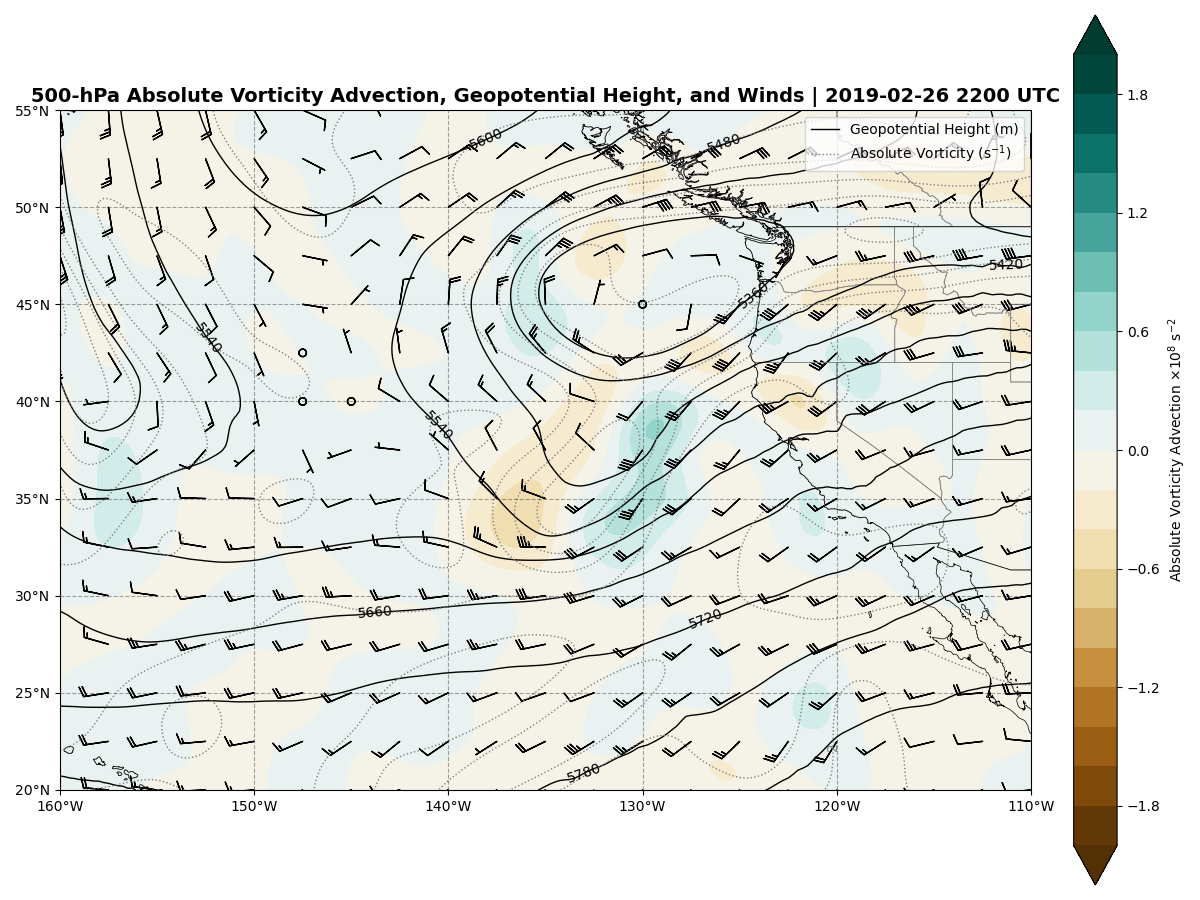 500-hPa Absolute Vorticity Advection, Geopotential Height, and Winds | 2019-02-26 2200 UTC
Geopotential Height (m)
Absolute Vorticity (s⁻¹)
55°N
50°N
45°N
40°N
35°N
30°N
25°N
20°N
160°W
150°W
140°W
130°W
120°W
110°W
5600
5480
5420
5360
5540
5540
5660
5720
5780
1.8
1.2
0.6
0.0
−0.6
−1.2
−1.8
Absolute Vorticity Advection ×10⁸ s⁻²